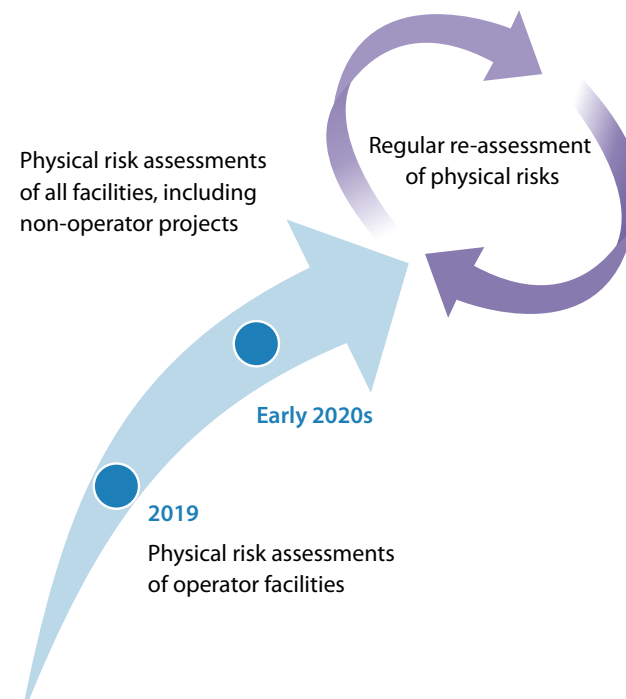 Regular re-assessment
of physical risks
Physical risk assessments
of all facilities, including
non-operator projects
Early 2020s
2019
Physical risk assessments
of operator facilities